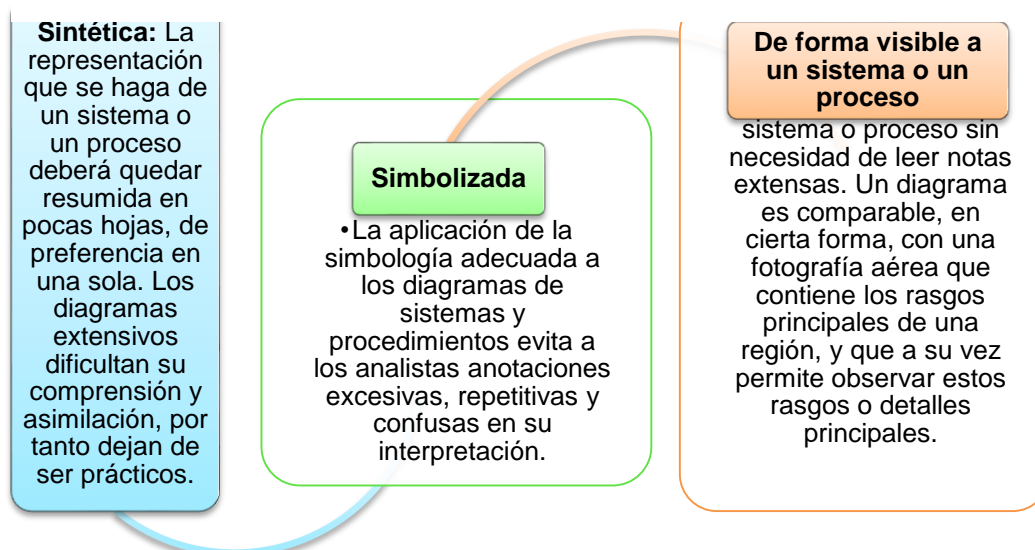 Sintética: La
representación
que se haga de
un sistema o
un proceso
deberá quedar
resumida en
pocas hojas, de
preferencia en
una sola. Los
diagramas
extensivos
dificultan su
comprensión y
asimilación, por
tanto dejan de
ser prácticos.
Simbolizada
•La aplicación de la
simbología adecuada a
los diagramas de
sistemas y
procedimientos evita a
los analistas anotaciones
excesivas, repetitivas y
confusas en su
interpretación.
De forma visible a
un sistema o un
proceso
sistema o proceso sin
necesidad de leer notas
extensas. Un diagrama
es comparable, en
cierta forma, con una
fotografía aérea que
contiene los rasgos
principales de una
región, y que a su vez
permite observar estos
rasgos o detalles
principales.